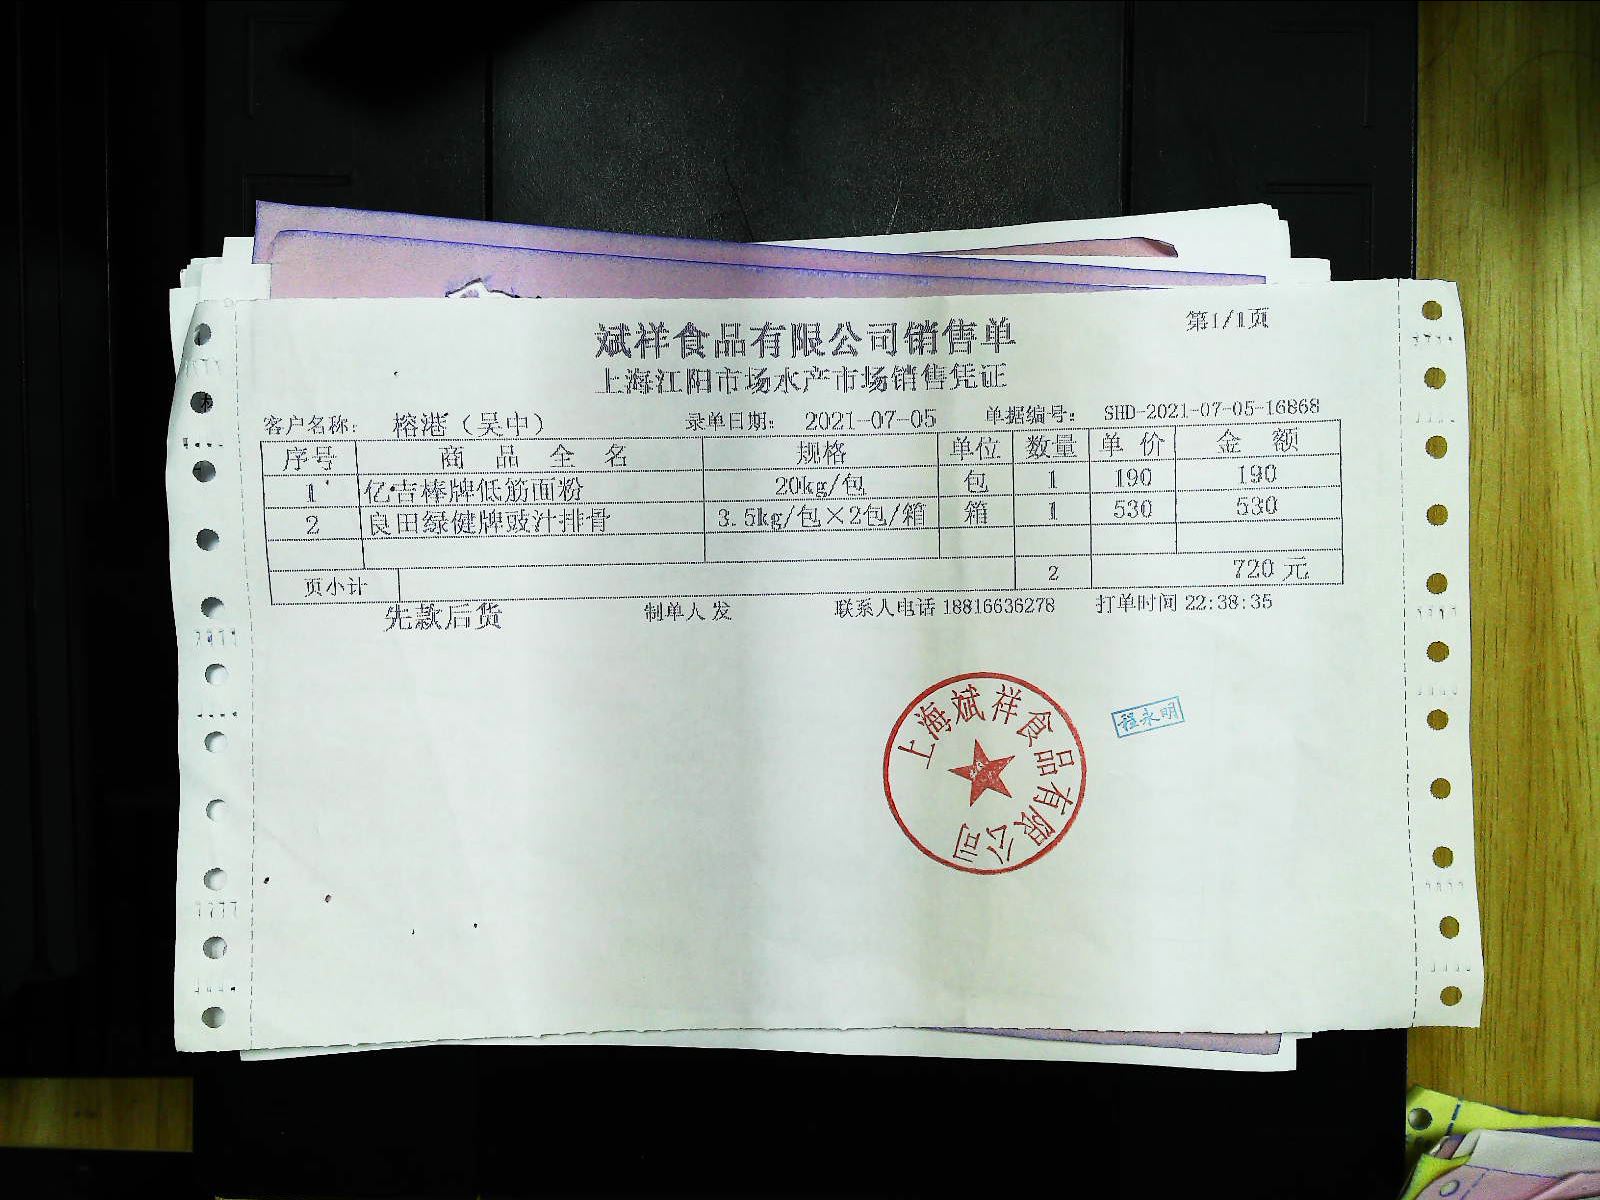 斌祥食品有限公司销售单
第1/1页
上海江阳市场水产市场销售凭证
客户名称: 榕港（吴中） 录单日期: 2021-07-05 单据编号: SHD-2021-07-05-16868
序号 商品全名 规格 单位 数量 单价 金额
1 亿吉棒牌低筋面粉 20kg/包 包 1 190 190
2 良田绿健牌豉汁排骨 3.5kg/包×2包/箱 箱 1 530 530
页小计 2 720 元
先款后货 制单人 发 联系人电话 18816636278 打单时间 22:38:35
上海斌祥食品有限公司
程永明